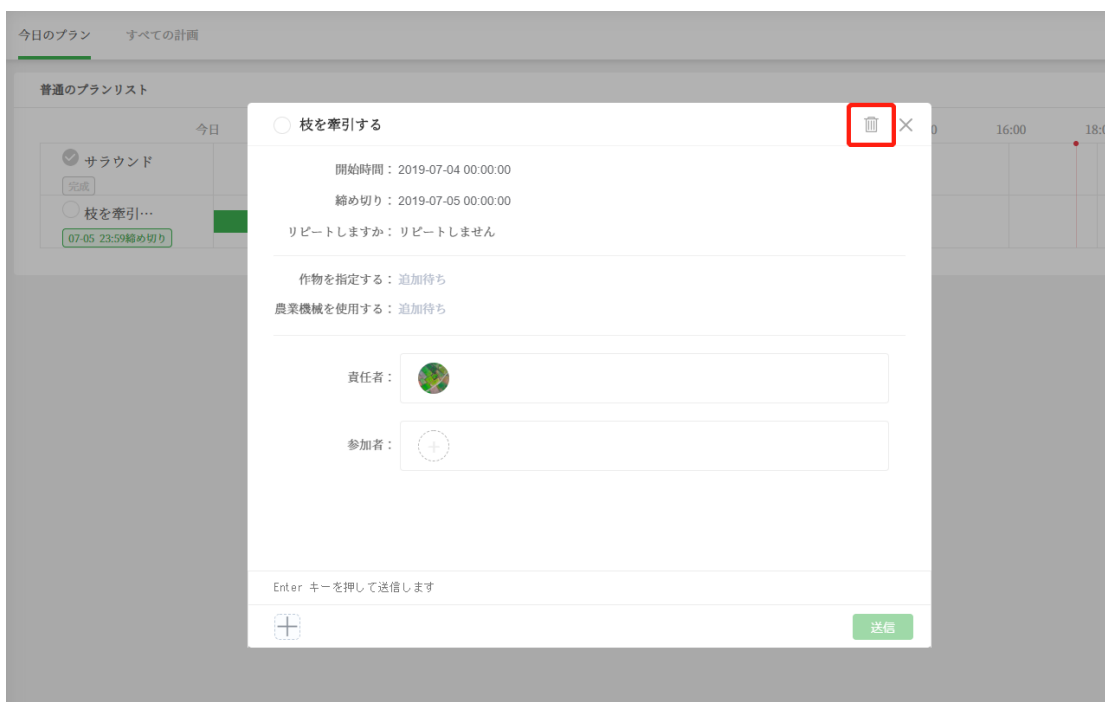 今日のプラン すべての計画
普通のプランリスト
今日 16:00
枝を牽引する
サラウンド
完成
枝を牽引…
07-05 23:59締め切り
開始時間： 2019-07-04 00:00:00
締め切り： 2019-07-05 00:00:00
リピートしますか： リピートしません
作物を指定する： 追加待ち
農業機械を使用する： 追加待ち
責任者：
参加者：
Enter キーを押して送信します
送信